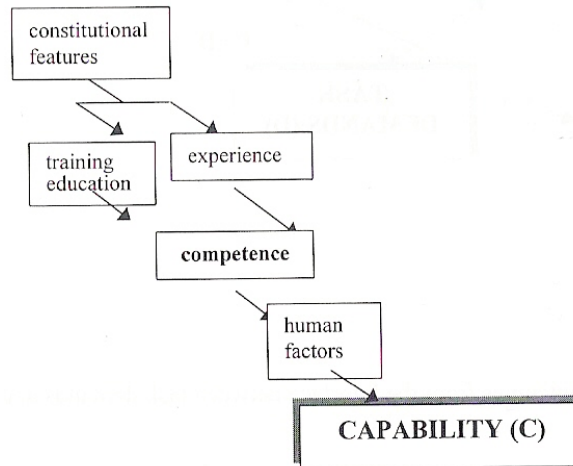 constitutional
features
training
education
experience
competence
human
factors
CAPABILITY (C)